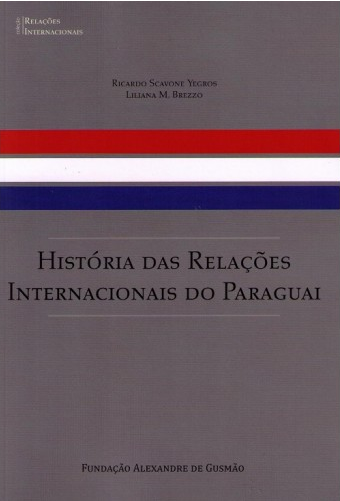 coleção
Relações
Internacionais
Ricardo Scavone Yegros
Liliana M. Brezzo
História das Relações
Internacionais do Paraguai
Fundação Alexandre de Gusmão